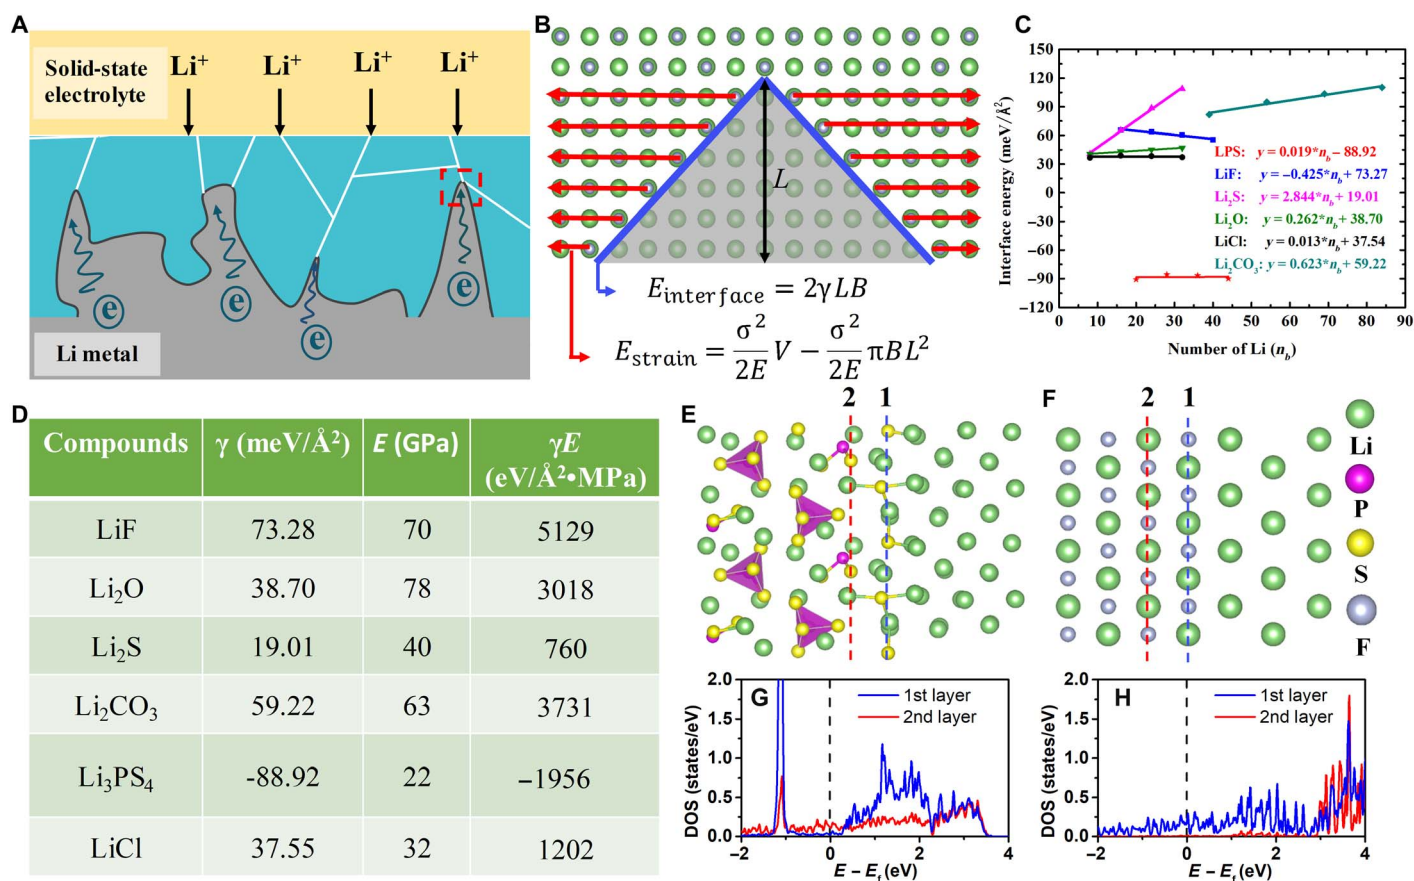 A
Solid-state
electrolyte
Li⁺ Li⁺ Li⁺ Li⁺
e e e e
Li metal
B
L
E_interface = 2γLB
E_strain = σ²/2E V − σ²/2E πBL²
C
Interface energy (meV/Å²)
150
120
90
60
30
0
−30
−60
−90
−120
LPS: y = 0.019*n_b − 88.92
LiF: y = −0.425*n_b + 73.27
Li₂S: y = 2.844*n_b + 19.01
Li₂O: y = 0.262*n_b + 38.70
LiCl: y = 0.013*n_b + 37.54
Li₂CO₃: y = 0.623*n_b + 59.22
0 10 20 30 40 50 60 70 80 90
Number of Li (n_b)
D
Compounds γ (meV/Å²) E (GPa) γE
(eV/Å²•MPa)
LiF 73.28 70 5129
Li₂O 38.70 78 3018
Li₂S 19.01 40 760
Li₂CO₃ 59.22 63 3731
Li₃PS₄ -88.92 22 −1956
LiCl 37.55 32 1202
E
2 1
F
2 1
Li
P
S
F
G
DOS (states/eV)
2.0
1.5
1.0
0.5
0.0
1st layer
2nd layer
−2 0 2 4
E − E_f (eV)
H
DOS (states/eV)
2.0
1.5
1.0
0.5
0.0
1st layer
2nd layer
−2 0 2 4
E − E_f (eV)